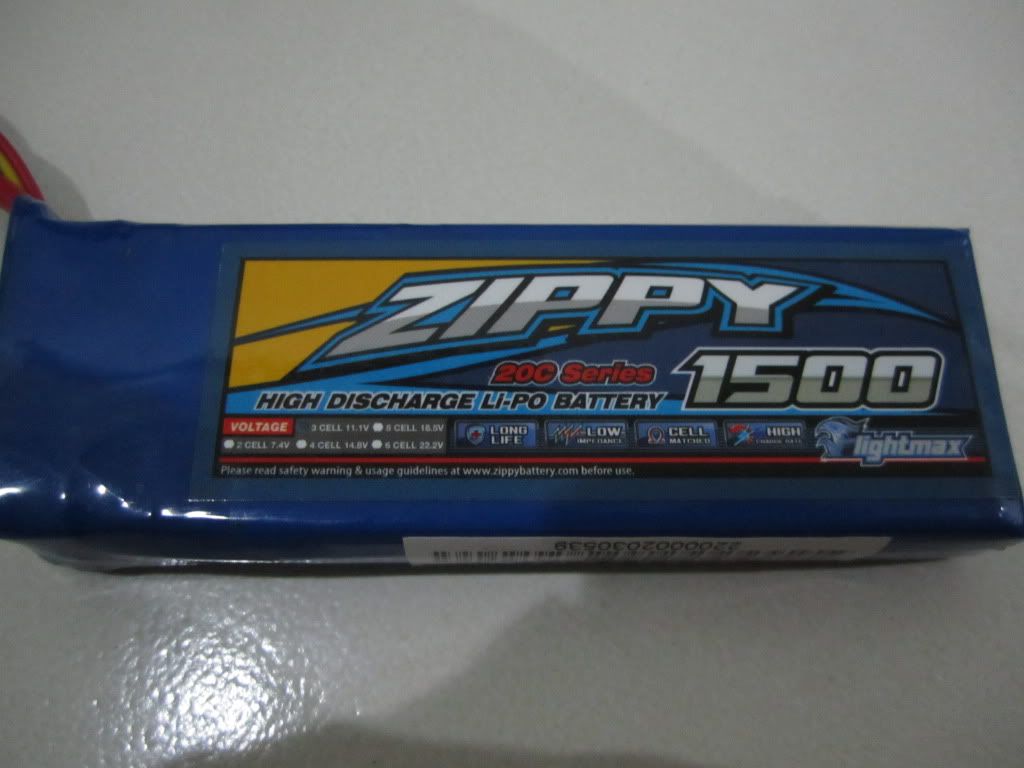 ZIPPY
20C Series
1500
HIGH DISCHARGE Li-PO BATTERY
VOLTAGE
3 CELL 11.1V
5 CELL 18.5V
2 CELL 7.4V
4 CELL 14.8V
6 CELL 22.2V
LONG LIFE
LOW IMPEDANCE
CELL MATCHED
HIGH CHARGE RATE
lightmax
Please read safety warning & usage guidelines at www.zippybattery.com before use.
2200002030539